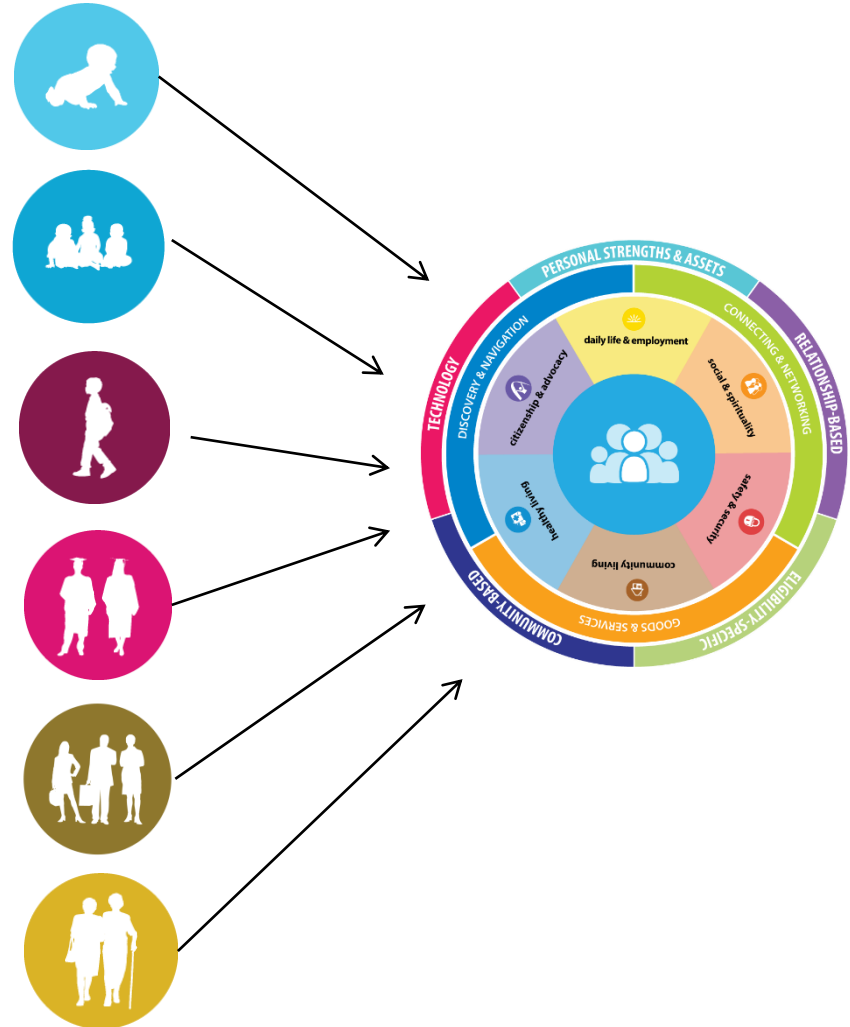 PERSONAL STRENGTHS & ASSETS
RELATIONSHIP-BASED
ELIGIBILITY-SPECIFIC
COMMUNITY-BASED
TECHNOLOGY
DISCOVERY & NAVIGATION
CONNECTING & NETWORKING
GOODS & SERVICES
daily life & employment
social & spirituality
safety & security
community living
healthy living
citizenship & advocacy